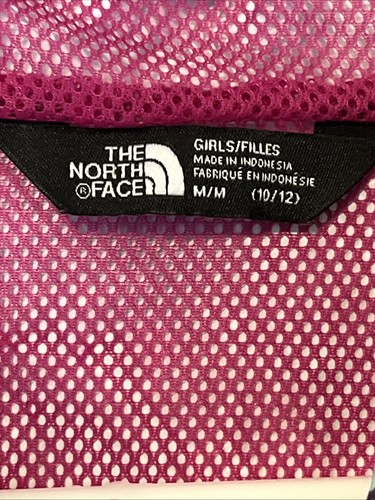 THE
NORTH
®FACE
GIRLS/FILLES
MADE IN INDONESIA
FABRIQUÉ EN INDONÉSIE
M/M (10/12)